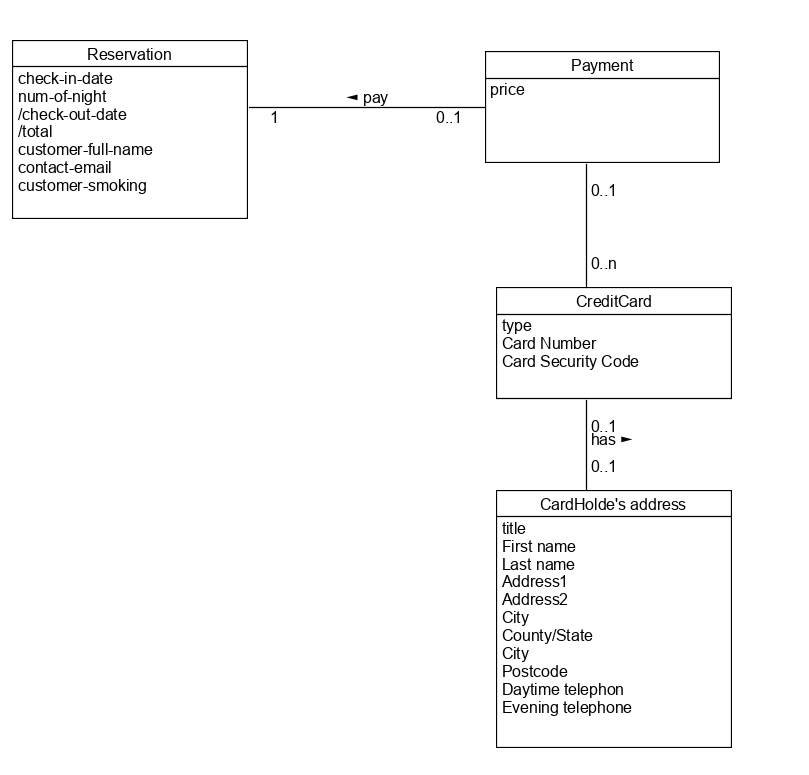 Reservation
check-in-date
num-of-night
/check-out-date
/total
customer-full-name
contact-email
customer-smoking
◄ pay
1
0..1
Payment
price
0..1
0..n
CreditCard
type
Card Number
Card Security Code
0..1
has ►
0..1
CardHolde's address
title
First name
Last name
Address1
Address2
City
County/State
City
Postcode
Daytime telephon
Evening telephone